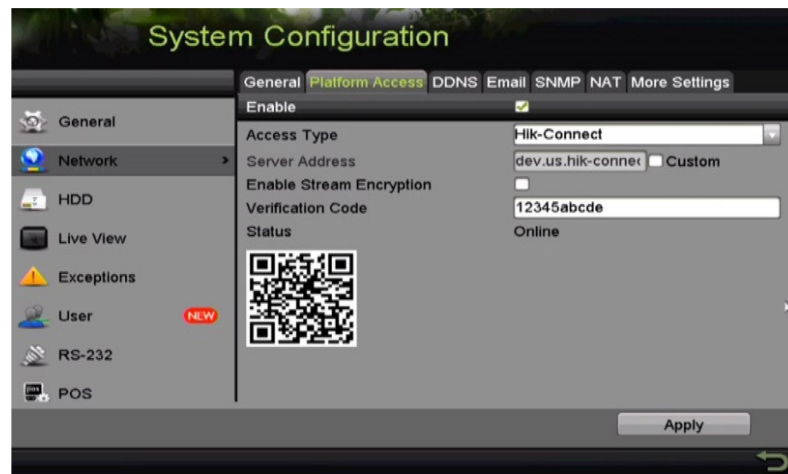 System Configuration
General Platform Access DDNS Email SNMP NAT More Settings
Enable
General
Access Type Hik-Connect
Network
Server Address dev.us.hik-connec Custom
Enable Stream Encryption
HDD
Verification Code 12345abcde
Live View
Status Online
Exceptions
User NEW
RS-232
POS
Apply